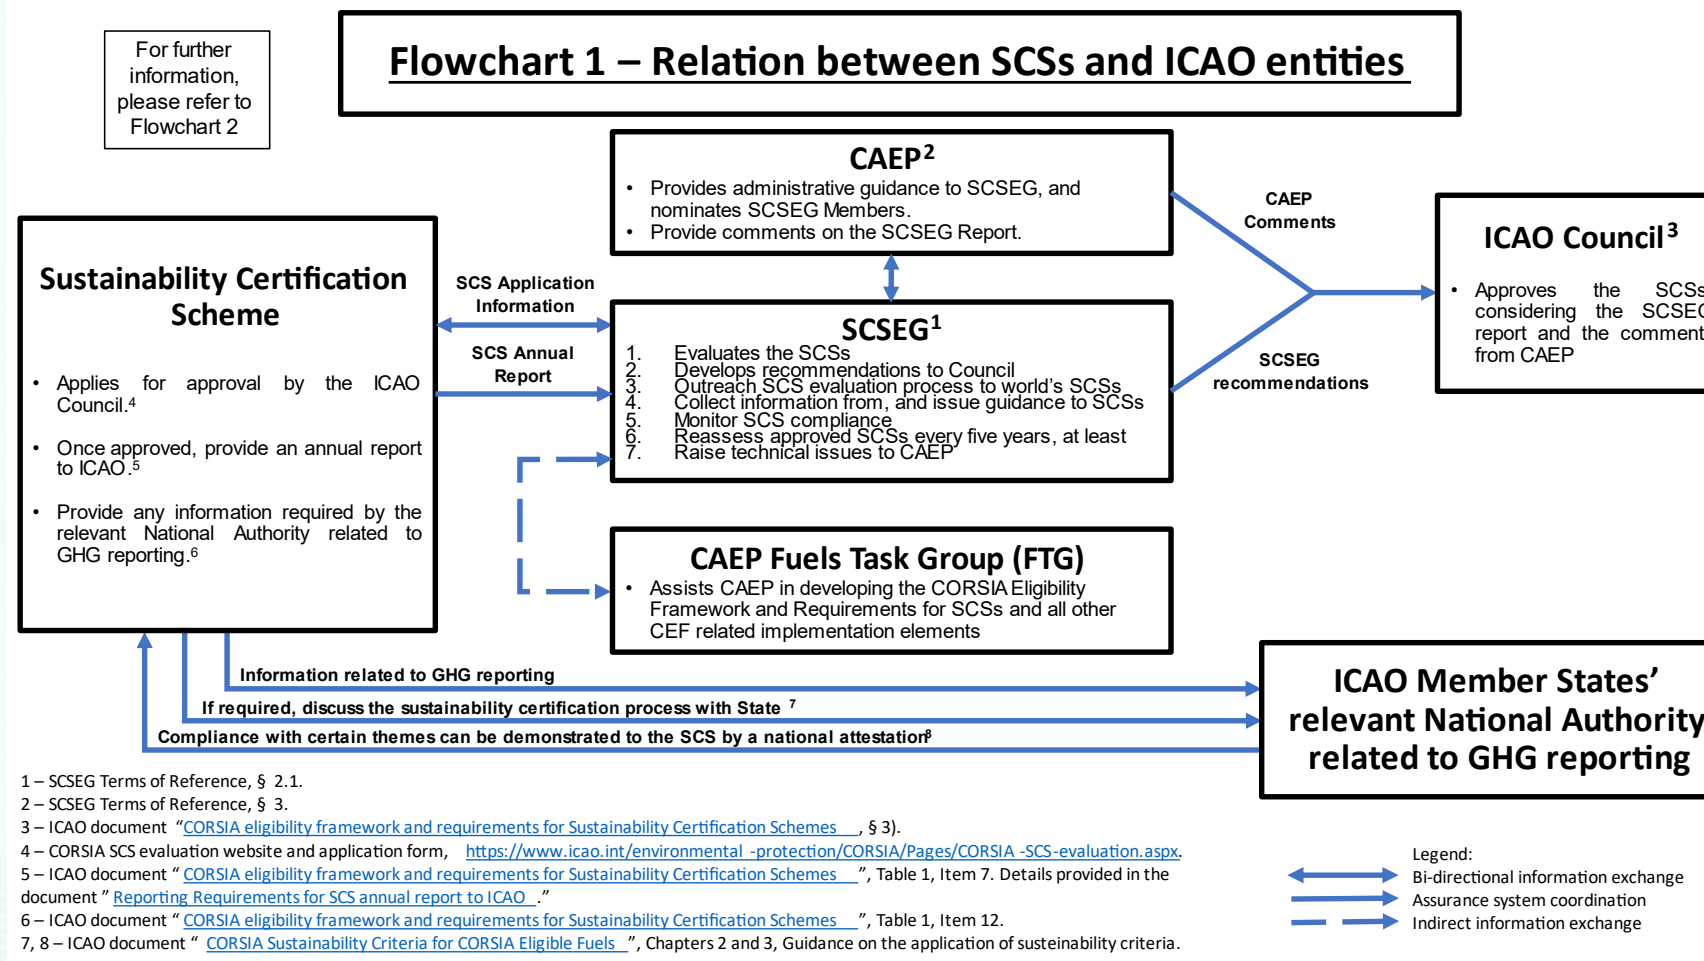 For further
information,
please refer to
Flowchart 2
Flowchart 1 – Relation between SCSs and ICAO entities
CAEP2
• Provides administrative guidance to SCSEG, and
nominates SCSEG Members.
• Provide comments on the SCSEG Report.
CAEP
Comments
ICAO Council3
• Approves the SCSs
considering the SCSEG
report and the comment
from CAEP
Sustainability Certification
Scheme
• Applies for approval by the ICAO
Council.4
• Once approved, provide an annual report
to ICAO.5
• Provide any information required by the
relevant National Authority related to
GHG reporting.6
SCS Application
Information
SCS Annual
Report
SCSEG1
1. Evaluates the SCSs
2. Develops recommendations to Council
3. Outreach SCS evaluation process to world’s SCSs
4. Collect information from, and issue guidance to SCSs
5. Monitor SCS compliance
6. Reassess approved SCSs every five years, at least
7. Raise technical issues to CAEP
SCSEG
recommendations
CAEP Fuels Task Group (FTG)
• Assists CAEP in developing the CORSIA Eligibility
Framework and Requirements for SCSs and all other
CEF related implementation elements
Information related to GHG reporting
If required, discuss the sustainability certification process with State 7
Compliance with certain themes can be demonstrated to the SCS by a national attestation8
ICAO Member States’
relevant National Authority
related to GHG reporting
1 – SCSEG Terms of Reference, § 2.1.
2 – SCSEG Terms of Reference, § 3.
3 – ICAO document “CORSIA eligibility framework and requirements for Sustainability Certification Schemes , § 3).
4 – CORSIA SCS evaluation website and application form, https://www.icao.int/environmental -protection/CORSIA/Pages/CORSIA -SCS-evaluation.aspx.
5 – ICAO document “ CORSIA eligibility framework and requirements for Sustainability Certification Schemes ”, Table 1, Item 7. Details provided in the
document ” Reporting Requirements for SCS annual report to ICAO .”
6 – ICAO document “ CORSIA eligibility framework and requirements for Sustainability Certification Schemes ”, Table 1, Item 12.
7, 8 – ICAO document “ CORSIA Sustainability Criteria for CORSIA Eligible Fuels ”, Chapters 2 and 3, Guidance on the application of susteinability criteria.
Legend:
Bi-directional information exchange
Assurance system coordination
Indirect information exchange